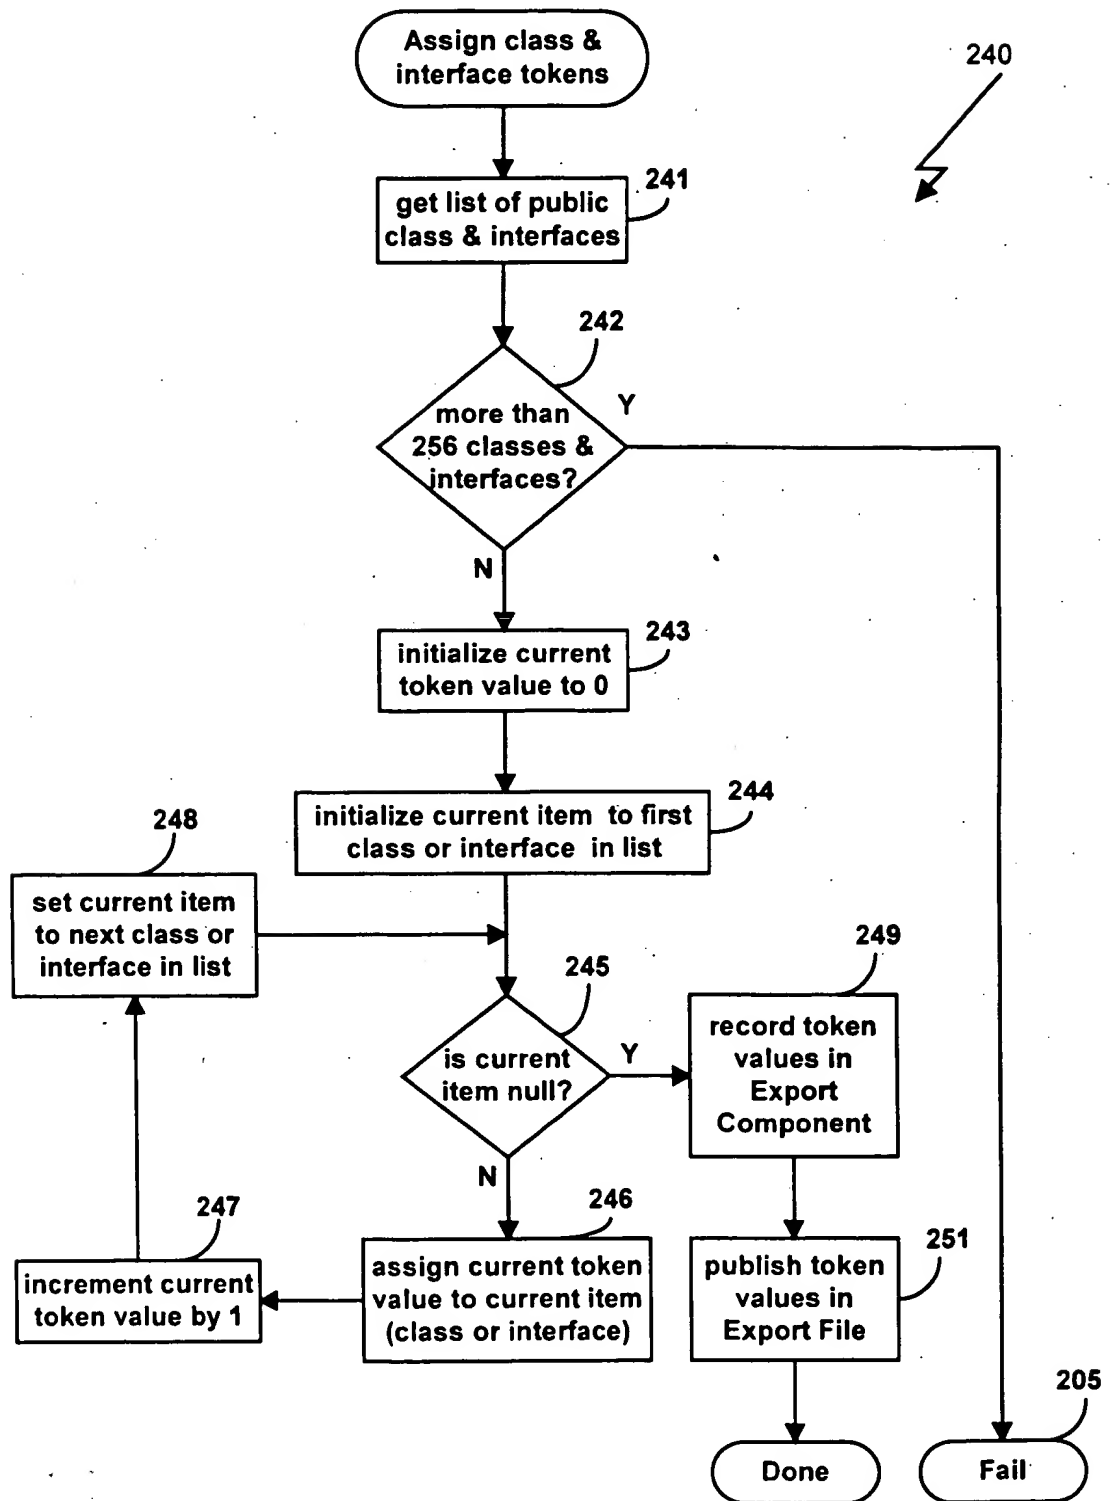 Assign class &
interface tokens
240
241
get list of public
class & interfaces
242
more than
256 classes &
interfaces?
Y
N
243
initialize current
token value to 0
244
initialize current item to first
class or interface in list
248
set current item
to next class or
interface in list
245
is current
item null?
Y
N
249
record token
values in
Export
Component
247
increment current
token value by 1
246
assign current token
value to current item
(class or interface)
251
publish token
values in
Export File
205
Done
Fail